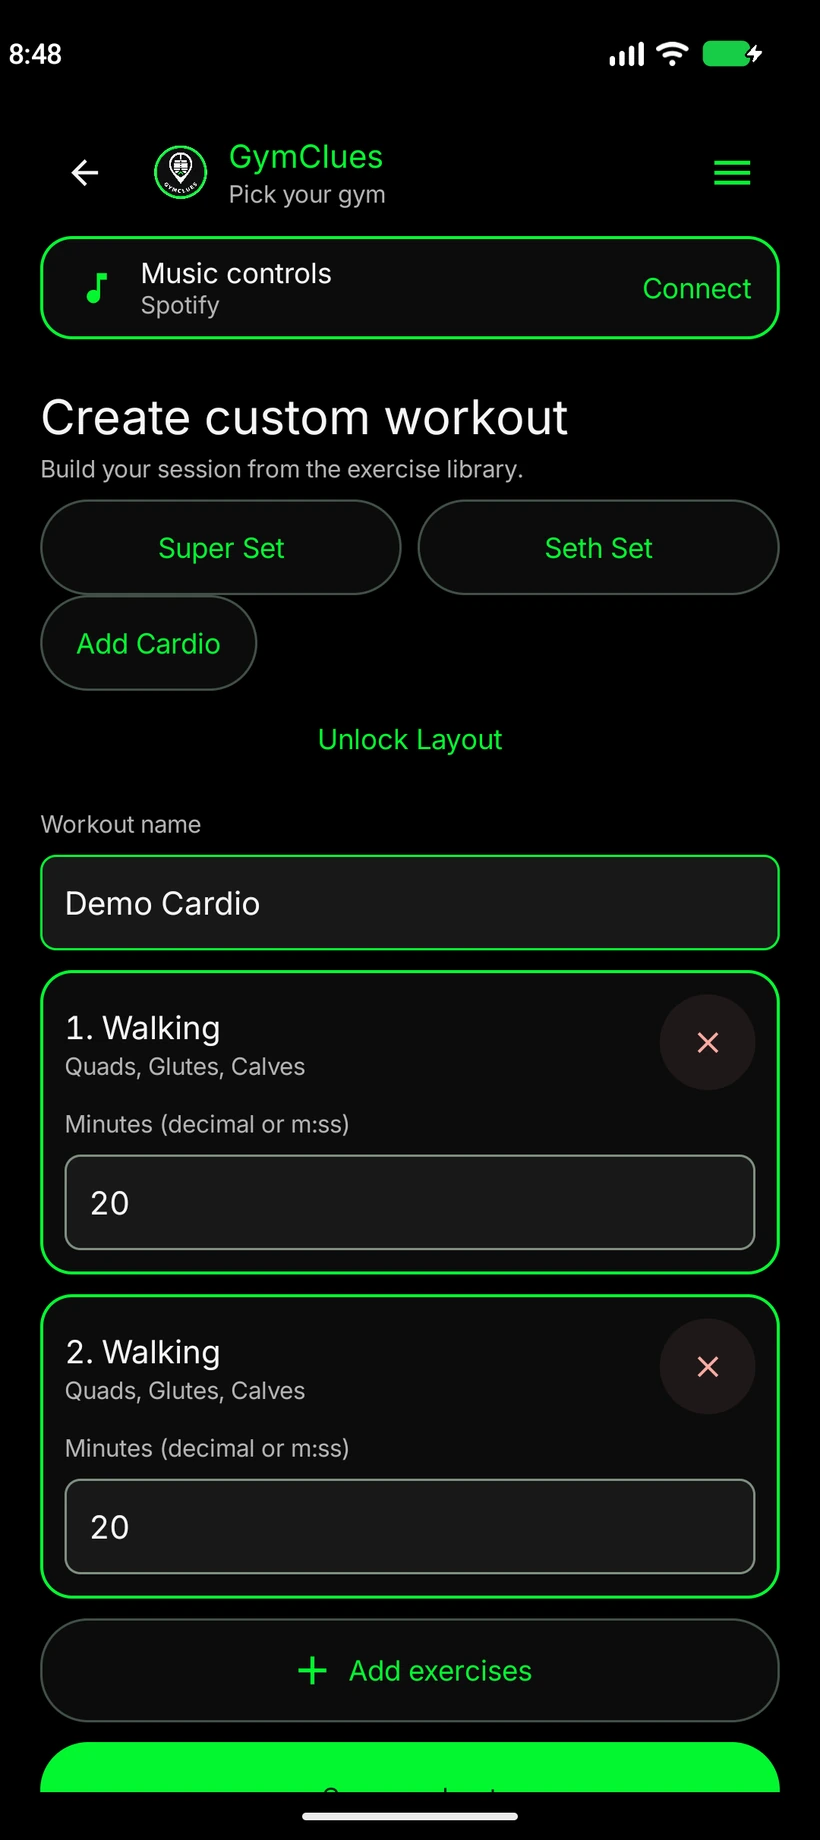 8:48
GymClues
Pick your gym
Music controls
Spotify
Connect
Create custom workout
Build your session from the exercise library.
Super Set
Seth Set
Add Cardio
Unlock Layout
Workout name
Demo Cardio
1. Walking
Quads, Glutes, Calves
Minutes (decimal or m:ss)
20
2. Walking
Quads, Glutes, Calves
Minutes (decimal or m:ss)
20
Add exercises